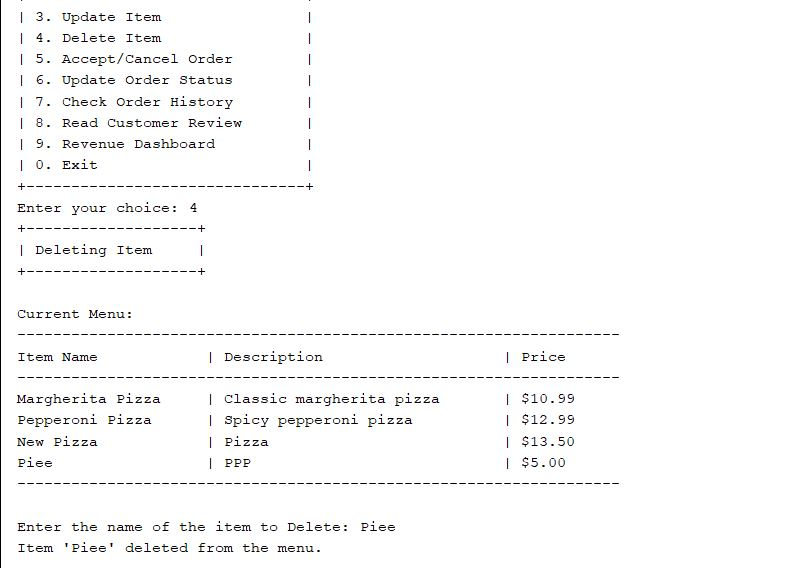 | 3. Update Item                |
| 4. Delete Item                |
| 5. Accept/Cancel Order        |
| 6. Update Order Status        |
| 7. Check Order History        |
| 8. Read Customer Review       |
| 9. Revenue Dashboard          |
| 0. Exit                       |
+-------------------------------+
Enter your choice: 4
+-------------------+
| Deleting Item     |
+-------------------+
Current Menu:
-------------------------------------------------------------------
Item Name            | Description                    | Price
-------------------------------------------------------------------
Margherita Pizza     | Classic margherita pizza       | $10.99
Pepperoni Pizza      | Spicy pepperoni pizza          | $12.99
New Pizza            | Pizza                          | $13.50
Piee                 | PPP                            | $5.00
-------------------------------------------------------------------
Enter the name of the item to Delete: Piee
Item 'Piee' deleted from the menu.